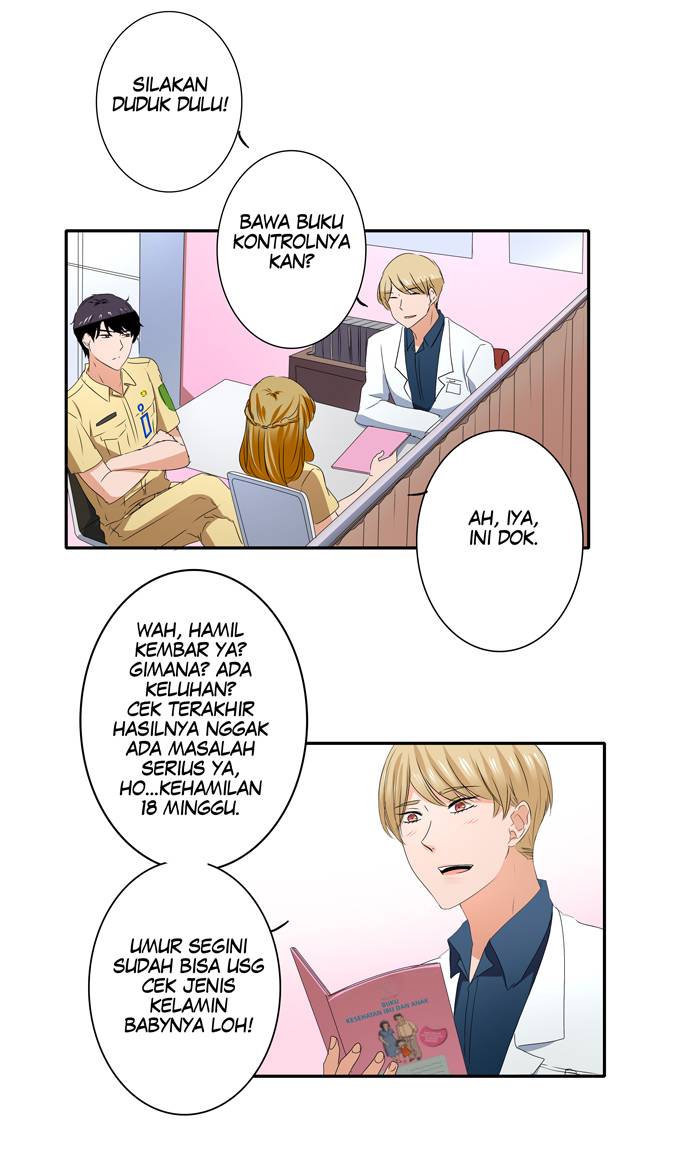 SILAKAN
DUDUK DULU!
BAWA BUKU
KONTROLNYA
KAN?
AH, IYA,
INI DOK.
WAH, HAMIL
KEMBAR YA?
GIMANA? ADA
KELUHAN?
CEK TERAKHIR
HASILNYA NGGAK
ADA MASALAH
SERIUS YA,
HO...KEHAMILAN
18 MINGGU.
UMUR SEGINI
SUDAH BISA USG
CEK JENIS
KELAMIN
BABYNYA LOH!
BUKU
KESEHATAN IBU DAN ANAK